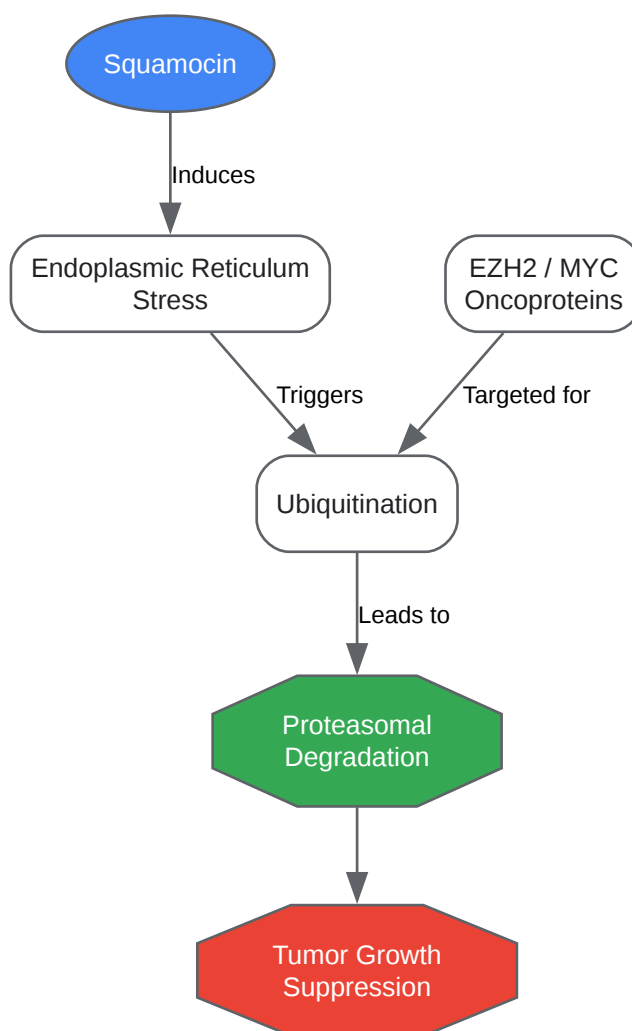 Squamocin
Induces
Endoplasmic Reticulum
Stress
EZH2 / MYC
Oncoproteins
Triggers
Targeted for
Ubiquitination
Leads to
Proteasomal
Degradation
Tumor Growth
Suppression